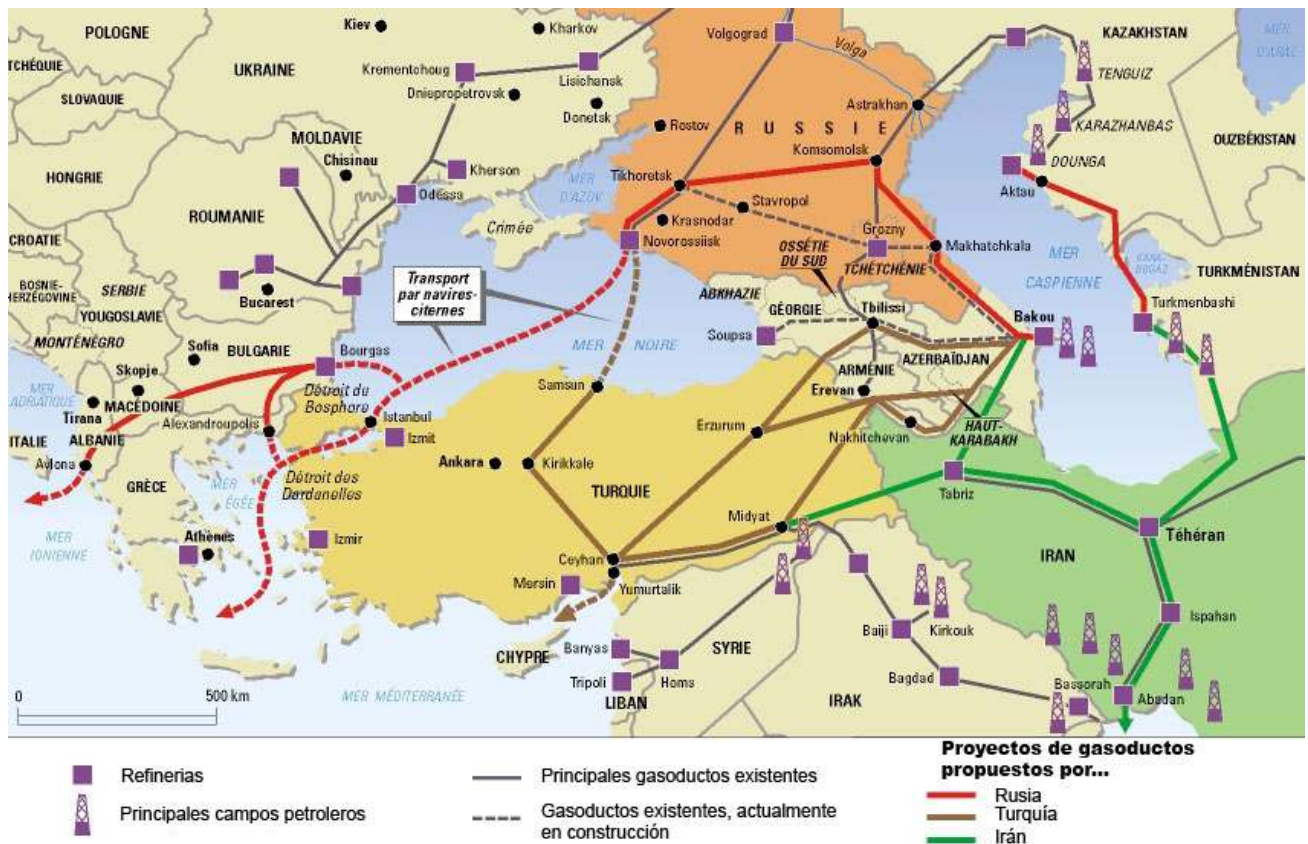 POLOGNE
Kiev
Kharkov
Volgograd
Volga
KAZAKHSTAN
MER
D'ARAL
TCHÉQUIE
UKRAINE
Krementchoug
Lisichansk
TENGUIZ
SLOVAQUIE
Dniepropetrovsk
Donetsk
Astrakhan
KARAZHANBAS
OUZBÉKISTAN
MOLDAVIE
Chisinau
Rostov
RUSSIE
Komsomolsk
DOUNGA
HONGRIE
Kherson
Odessa
MER
D'AZOV
Tikhoretsk
Stavropol
Aktau
ROUMANIE
Crimée
Krasnodar
Novorossiisk
Grozny
Makhatchkala
CROATIE
OSSÉTIE
DU SUD
TCHÉTCHÉNIE
MER
CASPIENNE
KARA-
BOGAZ
TURKMÉNISTAN
BOSNIE-
HERZÉGOVINE
SERBIE
Bucarest
Transport
par navires-
citernes
ABKHAZIE
GÉORGIE
Tbilissi
Turkmenbashi
YOUGOSLAVIE
MONTÉNÉGRO
Sofia
BULGARIE
Bourgas
MER NOIRE
Soupsa
Bakou
AZERBAÏDJAN
ARMÉNIE
Skopje
MER
ADRIATIQUE
MACÉDOINE
Tirana
Détroit du
Bosphore
Samsun
Erevan
ITALIE
ALBANIE
Alexandroupolis
Istanbul
Izmit
Erzurum
Nakhitchevan
HAUT-
KARABAKH
Avlona
Ankara
Kirikkale
GRÈCE
MER
ÉGÉE
Détroit des
Dardanelles
TURQUIE
Tabriz
MER
IONIENNE
Athènes
Izmir
Midyat
Téhéran
IRAN
Ceyhan
Mersin
Yumurtalik
Ispahan
Baiji
Kirkouk
CHYPRE
Banyas
SYRIE
Tripoli
Homs
Bagdad
Bassorah
Abadan
0 500 km
MER MÉDITERRANÉE
LIBAN
IRAK
Refinerias
Principales campos petroleros
Principales gasoductos existentes
Gasoductos existentes, actualmente
en construcción
Proyectos de gasoductos
propuestos por...
Rusia
Turquía
Irán